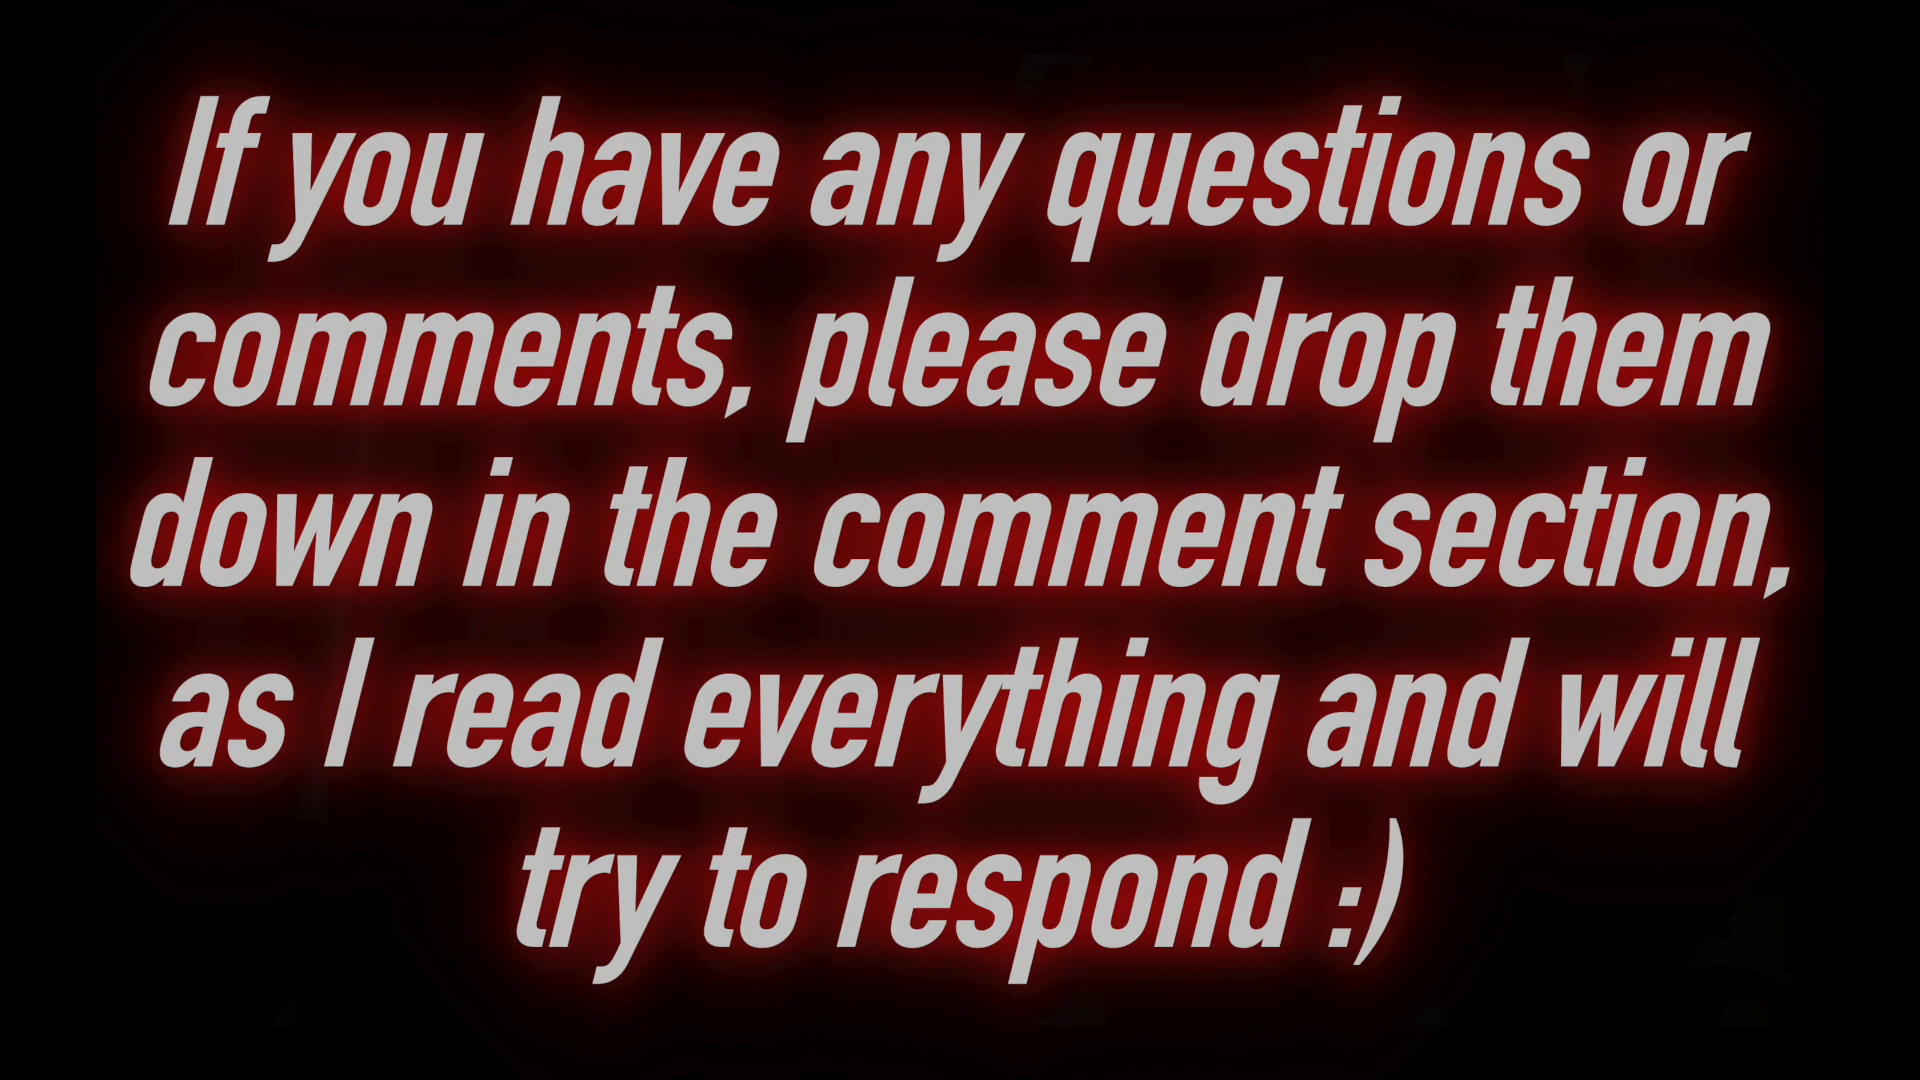 If you have any questions or
comments, please drop them
down in the comment section,
as I read everything and will
try to respond :)